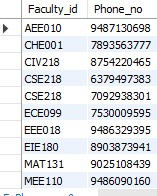 Faculty_id Phone_no
AEE010 9487130698
CHE001 7893563777
CIV218 8754220465
CSE218 6379497383
CSE218 7092938301
ECE099 7530009595
EEE018 9486329395
EIE180 8903873941
MAT131 9025108439
MEE110 9486090160